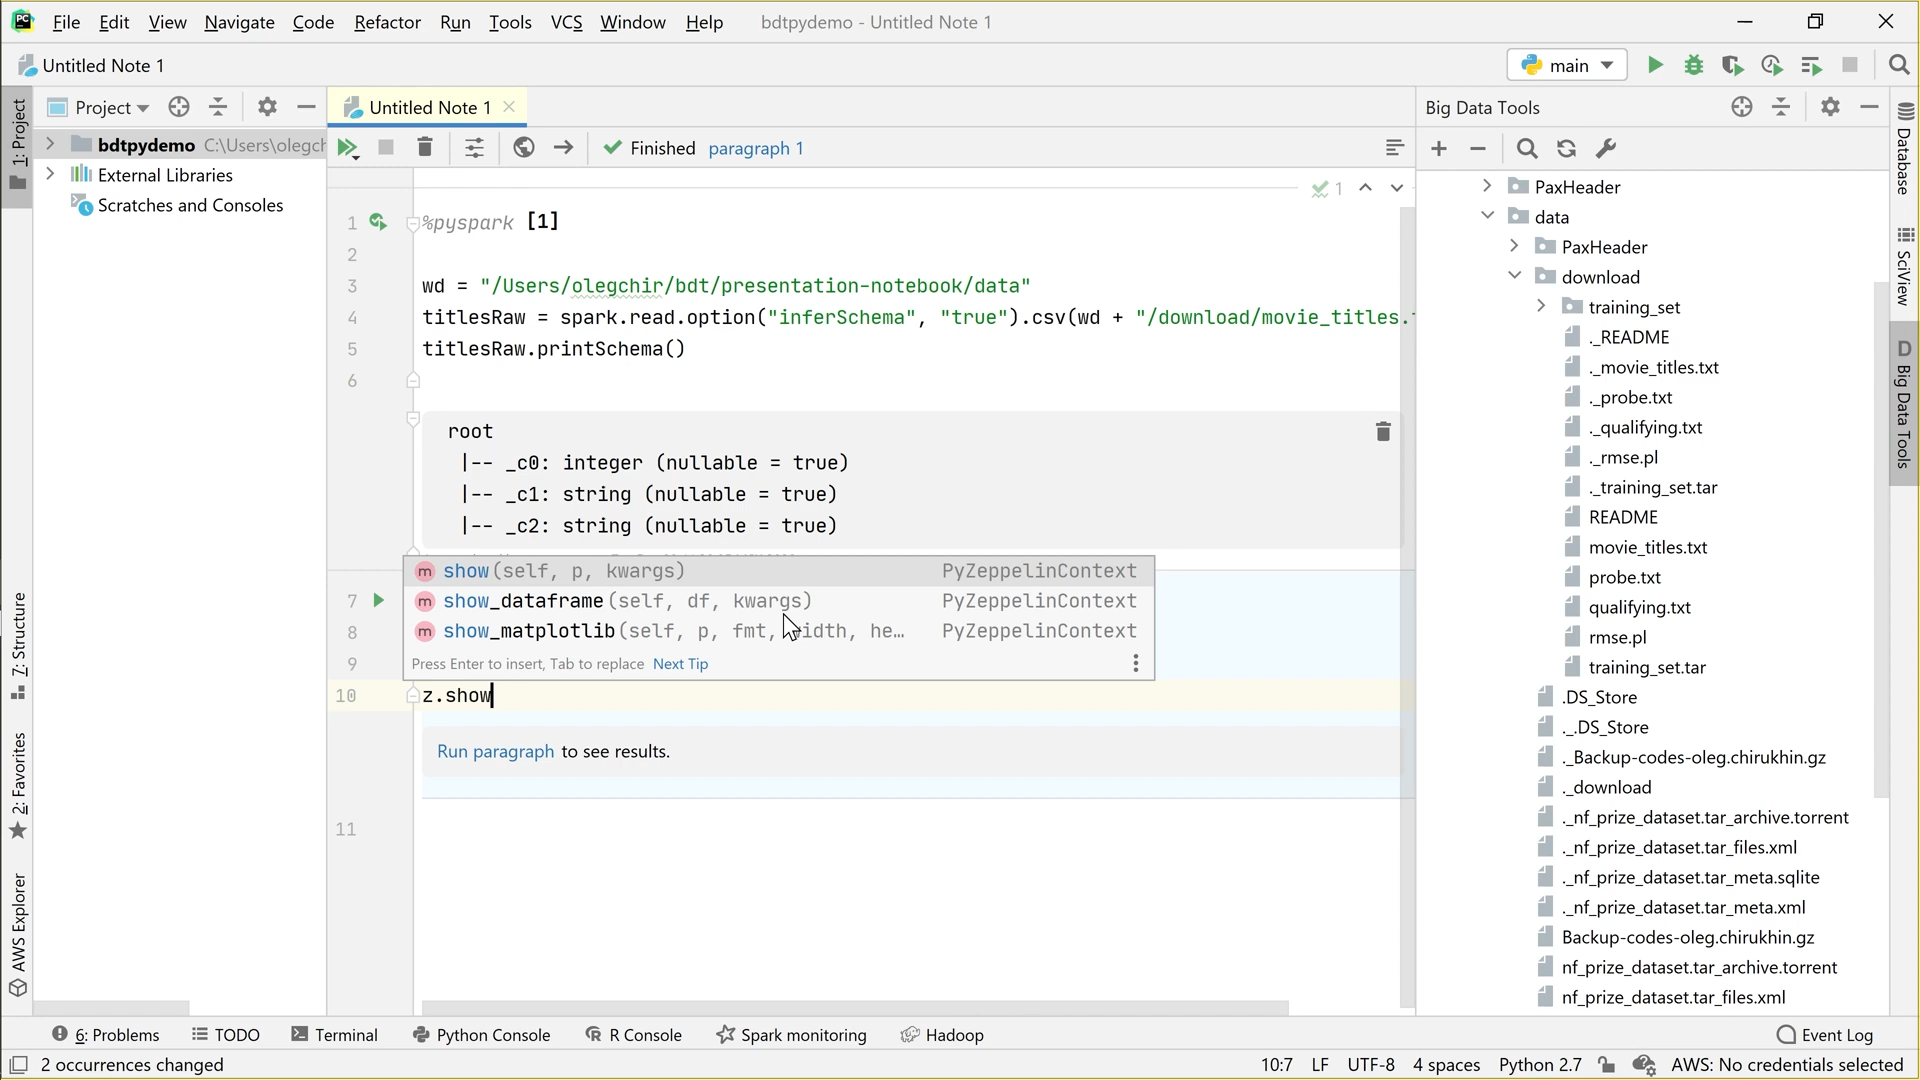 File Edit View Navigate Code Refactor Run Tools VCS Window Help bdtpydemo - Untitled Note 1
Untitled Note 1
main
1: Project
7: Structure
2: Favorites
AWS Explorer
Project
bdtpydemo C:\Users\olegch
External Libraries
Scratches and Consoles
Untitled Note 1
Finished paragraph 1
1
1 %pyspark [1]
2
3 wd = "/Users/olegchir/bdt/presentation-notebook/data"
4 titlesRaw = spark.read.option("inferSchema", "true").csv(wd + "/download/movie_titles.
5 titlesRaw.printSchema()
6
root
|-- _c0: integer (nullable = true)
|-- _c1: string (nullable = true)
|-- _c2: string (nullable = true)
show(self, p, kwargs) PyZeppelinContext
7 show_dataframe(self, df, kwargs) PyZeppelinContext
8 show_matplotlib(self, p, fmt, width, he... PyZeppelinContext
9 Press Enter to insert, Tab to replace Next Tip
10 z.show
Run paragraph to see results.
11
Big Data Tools
PaxHeader
data
PaxHeader
download
training_set
._README
._movie_titles.txt
._probe.txt
._qualifying.txt
._rmse.pl
._training_set.tar
README
movie_titles.txt
probe.txt
qualifying.txt
rmse.pl
training_set.tar
.DS_Store
._.DS_Store
._Backup-codes-oleg.chirukhin.gz
._download
._nf_prize_dataset.tar_archive.torrent
._nf_prize_dataset.tar_files.xml
._nf_prize_dataset.tar_meta.sqlite
._nf_prize_dataset.tar_meta.xml
Backup-codes-oleg.chirukhin.gz
nf_prize_dataset.tar_archive.torrent
nf_prize_dataset.tar_files.xml
Database
SciView
D Big Data Tools
6: Problems TODO Terminal Python Console R Console Spark monitoring Hadoop Event Log
2 occurrences changed 10:7 LF UTF-8 4 spaces Python 2.7 AWS: No credentials selected